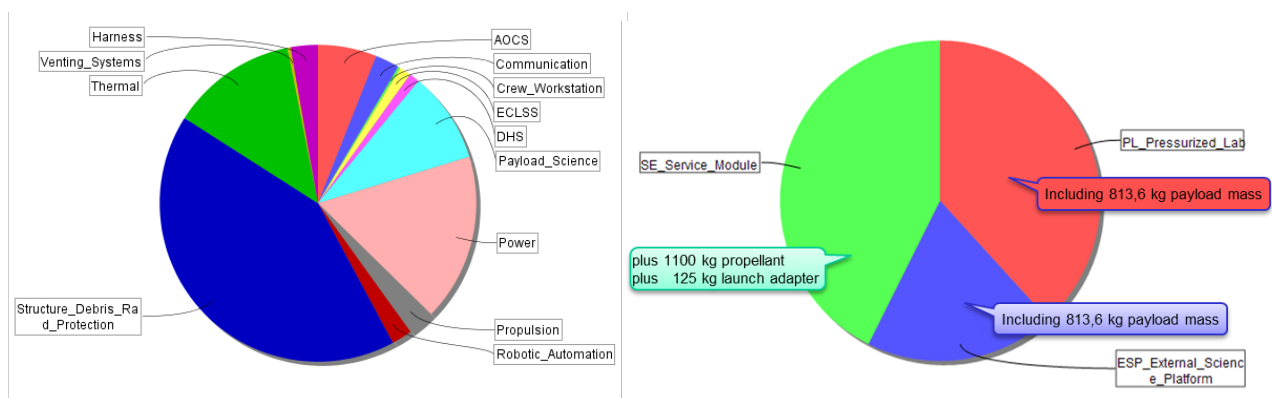 Harness
Venting_Systems
Thermal
AOCS
Communication
Crew_Workstation
ECLSS
DHS
Payload_Science
Power
Structure_Debris_Ra
d_Protection
Propulsion
Robotic_Automation
SE_Service_Module
PL_Pressurized_Lab
Including 813,6 kg payload mass
plus 1100 kg propellant
plus 125 kg launch adapter
Including 813,6 kg payload mass
ESP_External_Scienc
e_Platform